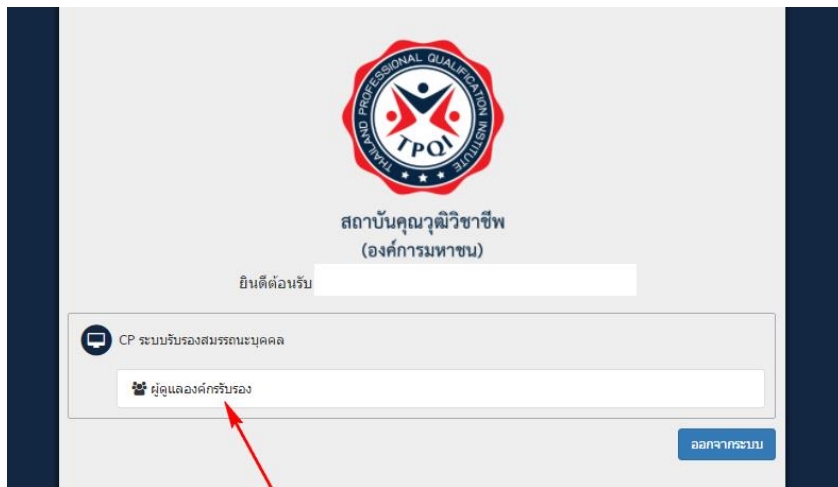 THAILAND PROFESSIONAL QUALIFICATION INSTITUTE
TPQI
สถาบันคุณวุฒิวิชาชีพ
(องค์การมหาชน)
ยินดีต้อนรับ
CP ระบบรับรองสมรรถนะบุคคล
ผู้ดูแลองค์กรรับรอง
ออกจากระบบ